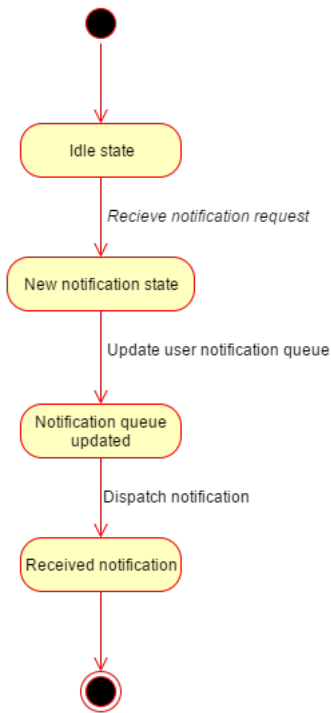 Idle state
Recieve notification request
New notification state
Update user notification queue
Notification queue
updated
Dispatch notification
Received notification